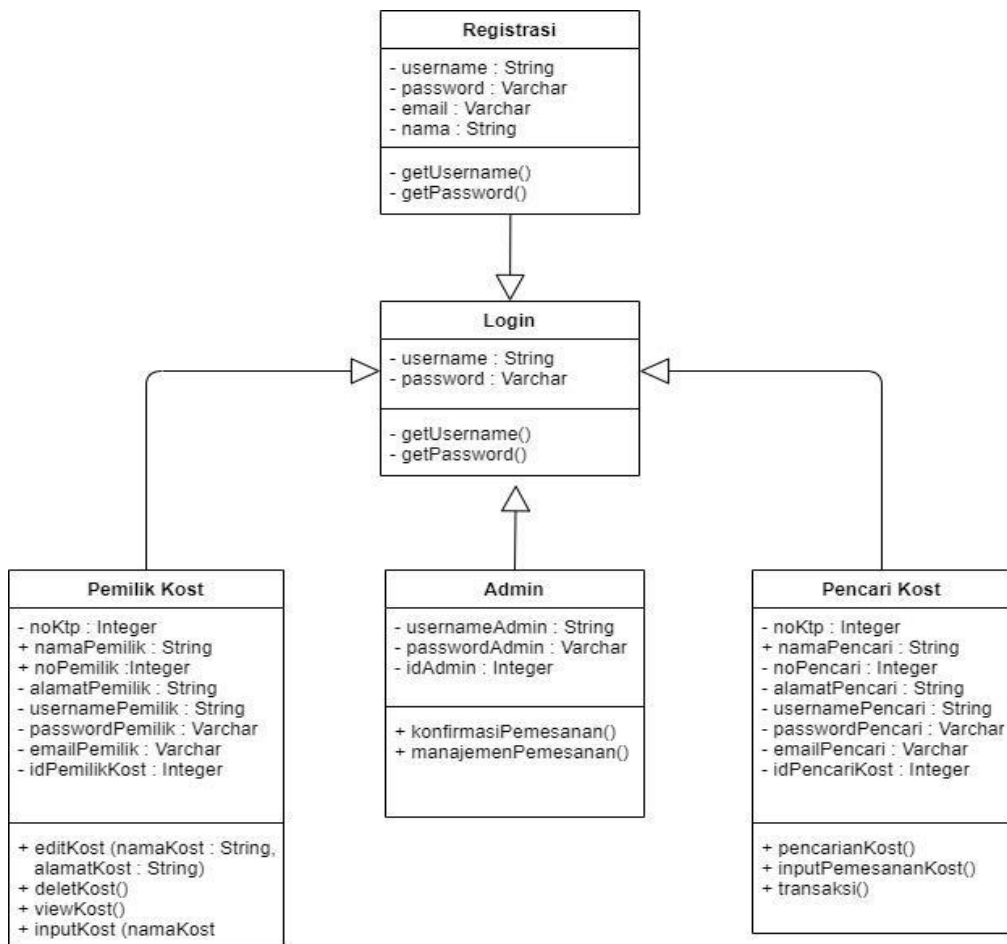 Registrasi
- username : String
- password : Varchar
- email : Varchar
- nama : String
- getUsername()
- getPassword()
Login
- username : String
- password : Varchar
- getUsername()
- getPassword()
Pemilik Kost
- noKtp : Integer
+ namaPemilik : String
+ noPemilik :Integer
- alamatPemilik : String
- usernamePemilik : String
- passwordPemilik : Varchar
- emailPemilik : Varchar
- idPemilikKost : Integer
+ editKost (namaKost : String,
alamatKost : String)
+ deletKost()
+ viewKost()
+ inputKost (namaKost
Admin
- usernameAdmin : String
- passwordAdmin : Varchar
- idAdmin : Integer
+ konfirmasiPemesanan()
+ manajemenPemesanan()
Pencari Kost
- noKtp : Integer
+ namaPencari : String
- noPencari : Integer
- alamatPencari : String
- usernamePencari : String
- passwordPencari : Varchar
- emailPencari : Varchar
- idPencariKost : Integer
+ pencarianKost()
+ inputPemesananKost()
+ transaksi()